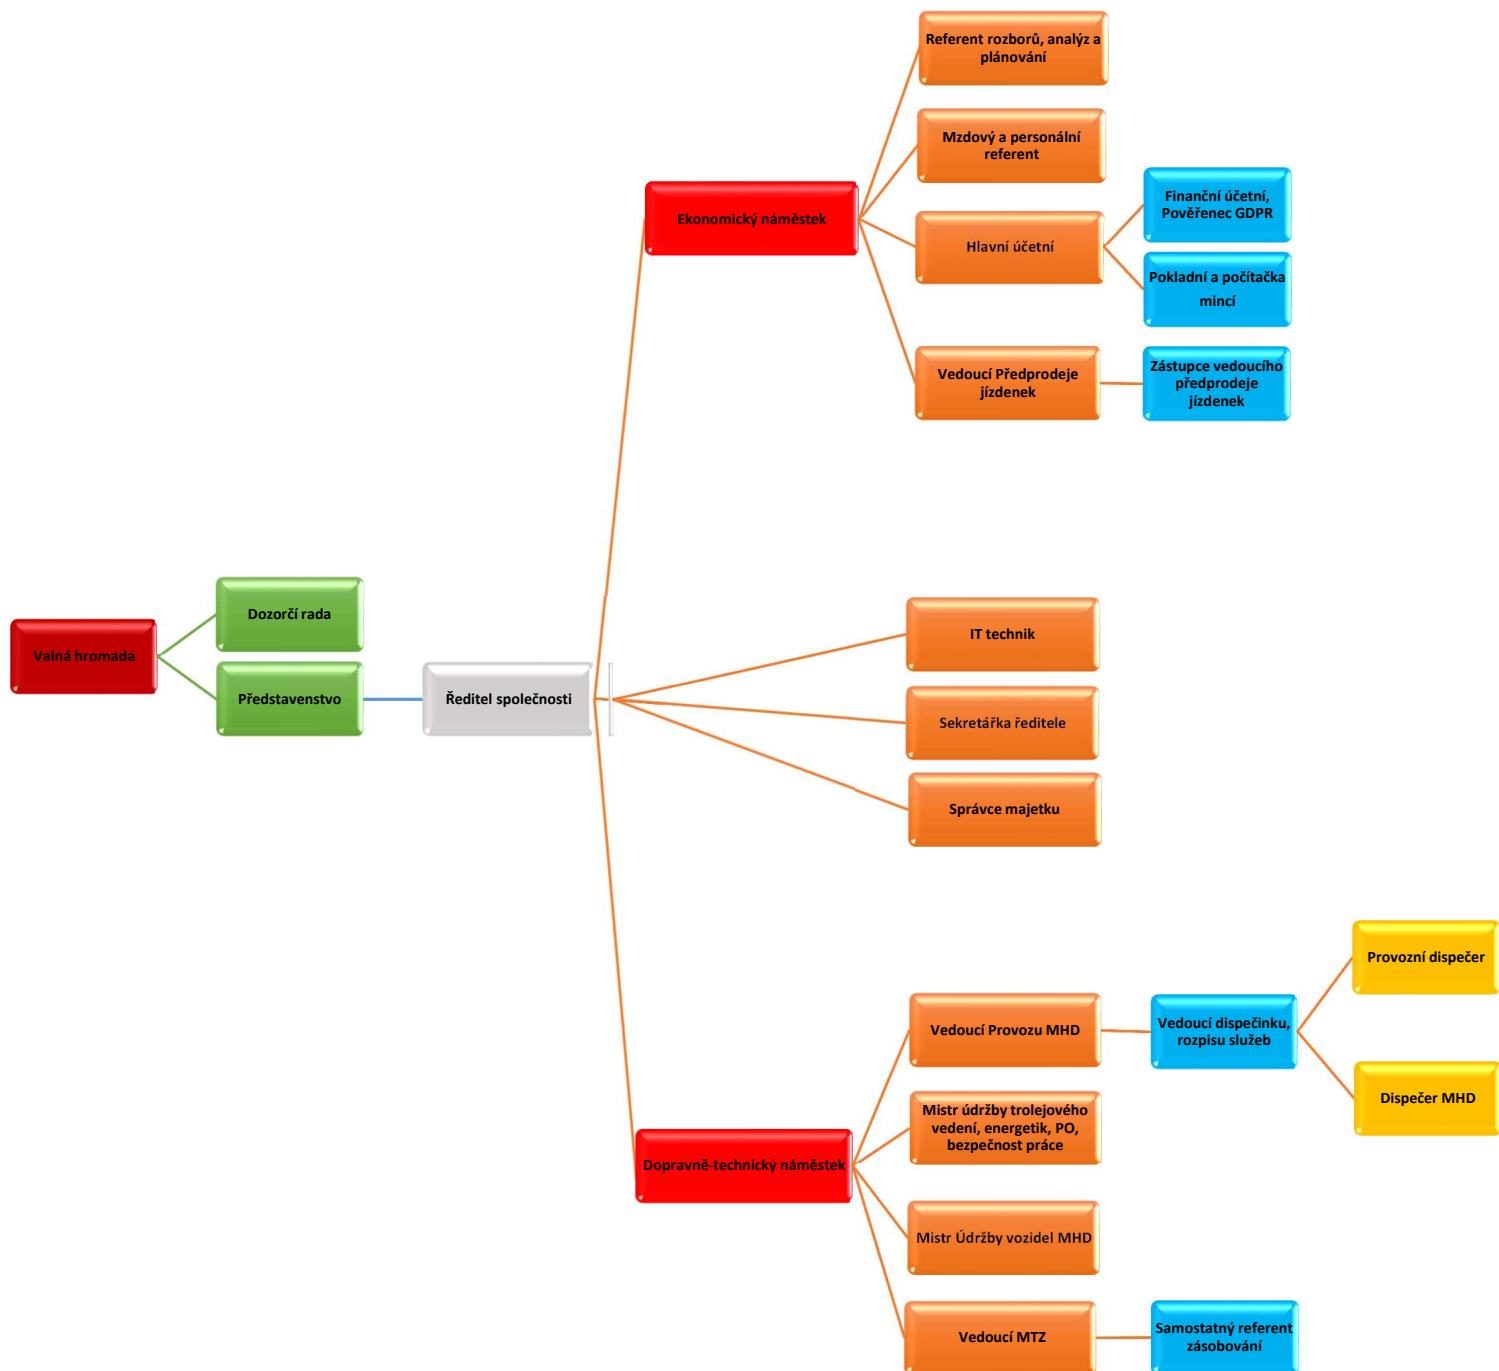 Referent rozborů, analýz a
plánování
Mzdový a personální
referent
Finanční účetní,
Pověřenec GDPR
Ekonomický náměstek
Hlavní účetní
Pokladní a počítačka
mincí
Vedoucí Předprodeje
jízdenek
Zástupce vedoucího
předprodeje
jízdenek
Dozorčí rada
IT technik
Valná hromada
Představenstvo
Ředitel společnosti
Sekretářka ředitele
Správce majetku
Provozní dispečer
Vedoucí Provozu MHD
Vedoucí dispečinku,
rozpisu služeb
Dispečer MHD
Mistr údržby trolejového
vedení, energetik, PO,
bezpečnost práce
Dopravně-technický náměstek
Mistr Údržby vozidel MHD
Vedoucí MTZ
Samostatný referent
zásobování